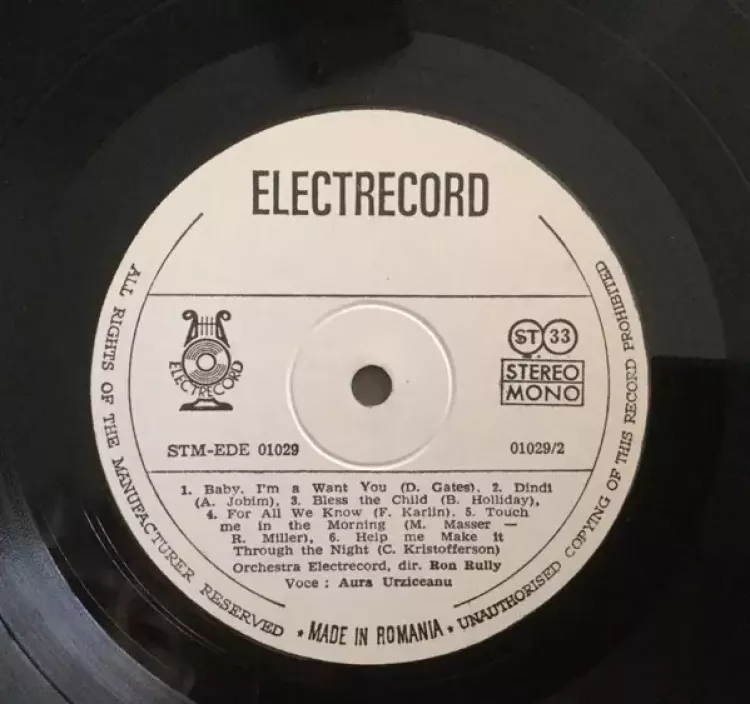 ELECTRECORD
ELECTRECORD
ST 33
STEREO
MONO
STM-EDE 01029
01029/2
1. Baby, I'm a Want You (D. Gates), 2. Dindi
(A. Jobim), 3. Bless the Child (B. Holliday),
4. For All We Know (F. Karlin). 5. Touch
me in the Morning (M. Masser —
R. Miller), 6. Help me Make it
Through the Night (C. Kristofferson)
Orchestra Electrecord, dir. Ron Rully
Voce : Aura Urziceanu
ALL RIGHTS OF THE MANUFACTURER RESERVED * MADE IN ROMANIA * UNAUTHORISED COPYING OF THIS RECORD PROHIBITED